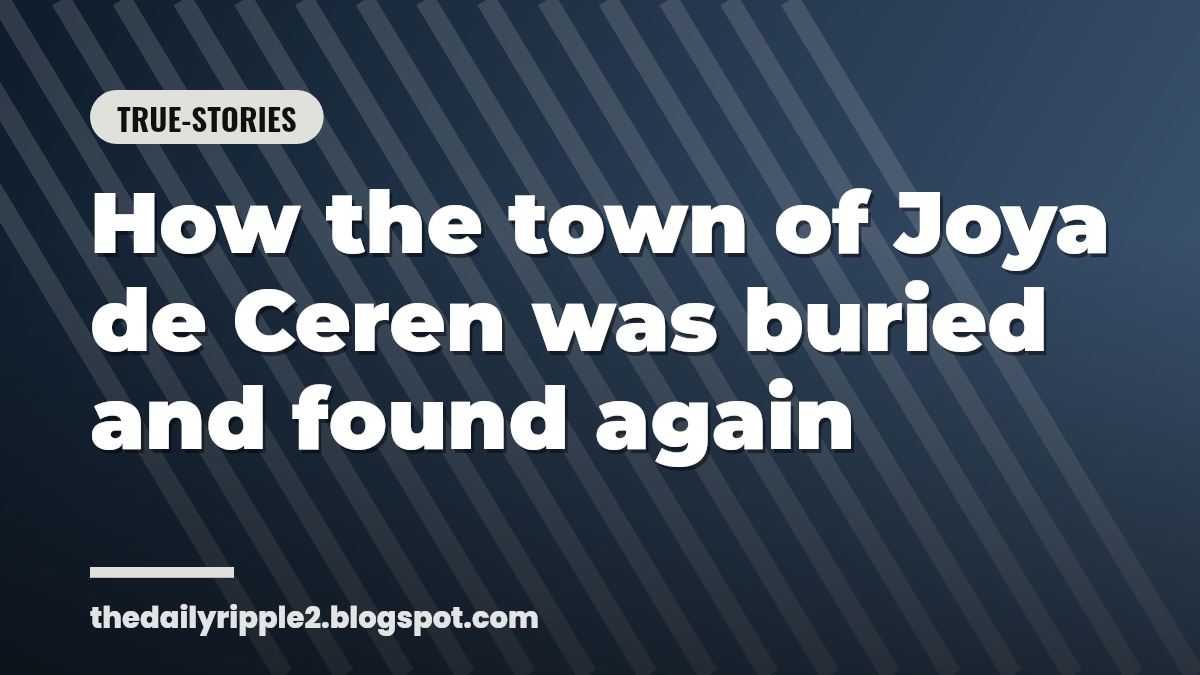 TRUE-STORIES
How the town of Joya
de Ceren was buried
and found again
thedailyripple2.blogspot.com